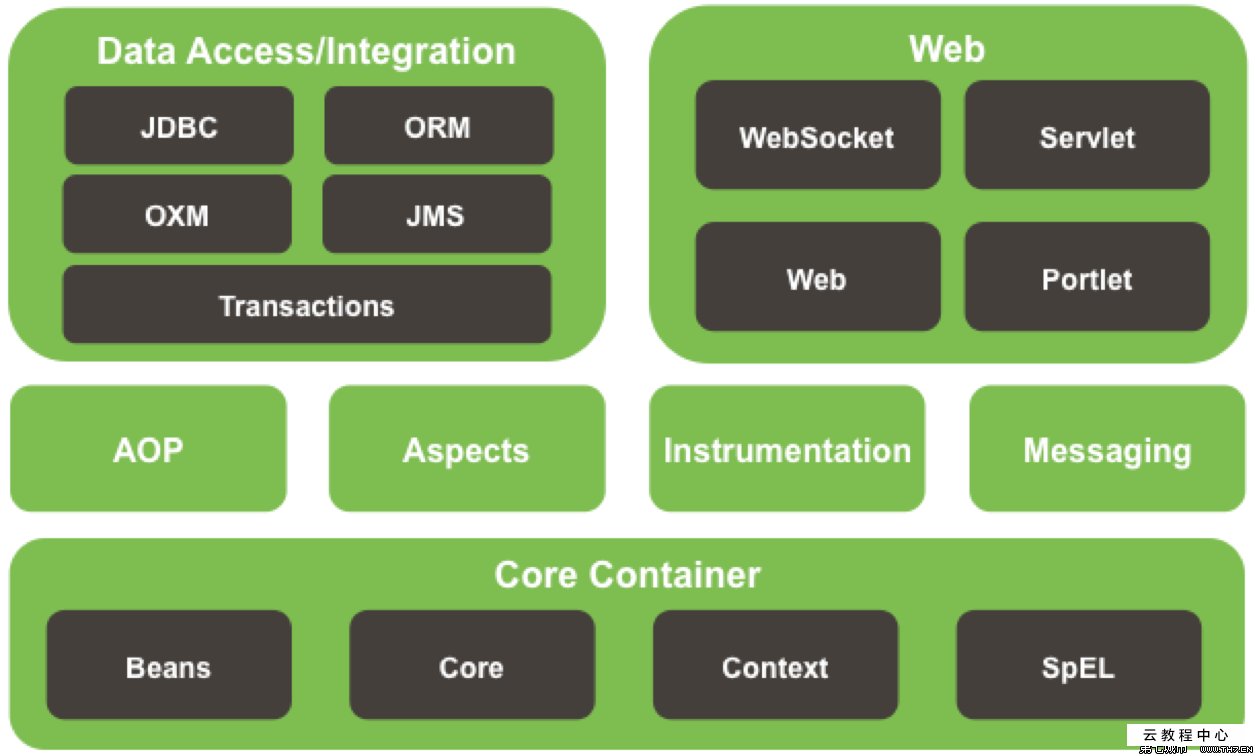 Data Access/Integration
Web
JDBC
ORM
WebSocket
Servlet
OXM
JMS
Web
Portlet
Transactions
AOP
Aspects
Instrumentation
Messaging
Core Container
Beans
Core
Context
SpEL
云教程中心